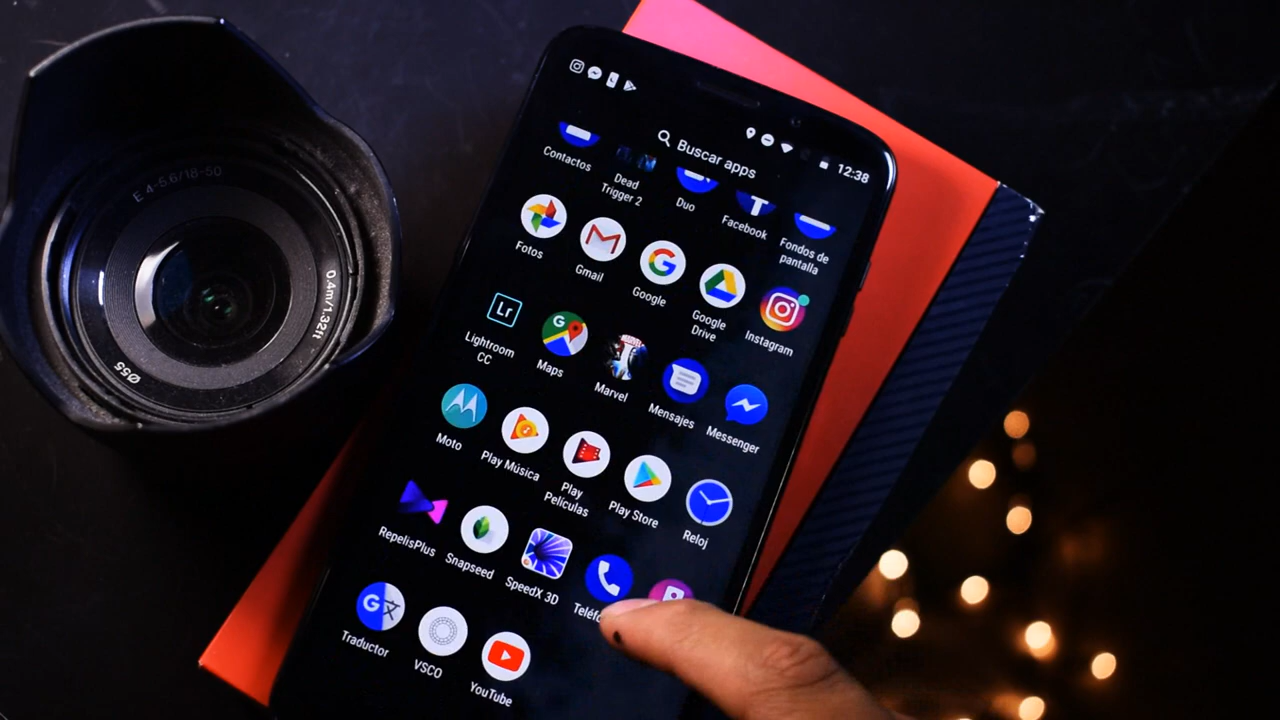 E 4-5.6/18-50
0.4m/1.32ft
Ø55
12:38
Buscar apps
Contactos
Dead
Trigger 2
Duo
Facebook
Fondos de
pantalla
Fotos
Gmail
Google
Google
Drive
Instagram
Lr
Lightroom
CC
Maps
Marvel
Mensajes
Messenger
Moto
Play Música
Play
Películas
Play Store
Reloj
RepelisPlus
Snapseed
SpeedX 3D
Teléfo
Traductor
VSCO
YouTube